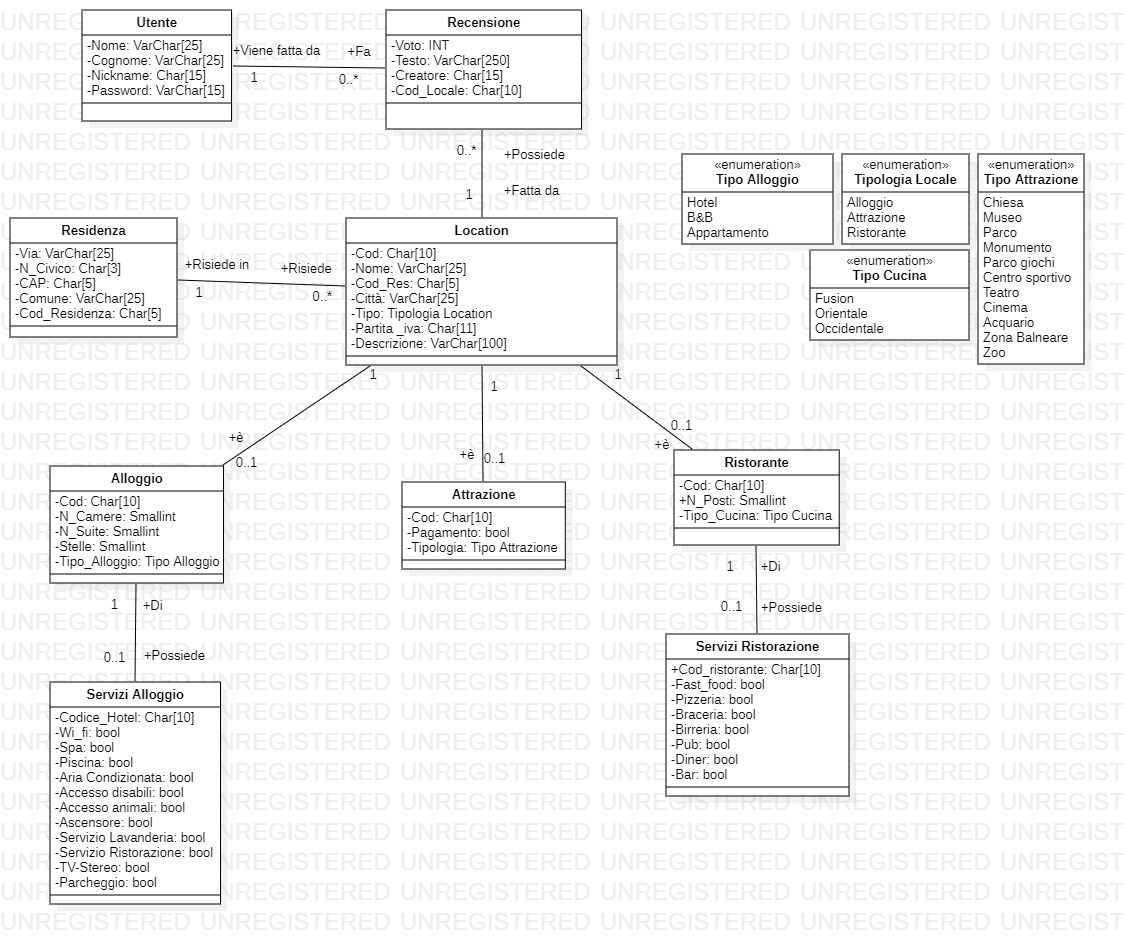 Utente
-Nome: VarChar[25]
-Cognome: VarChar[25]
-Nickname: Char[15]
-Password: VarChar[15]
+Viene fatta da
+Fa
1
0..*
Recensione
-Voto: INT
-Testo: VarChar[250]
-Creatore: Char[15]
-Cod_Locale: Char[10]
0..*
+Possiede
1
+Fatta da
«enumeration»
Tipo Alloggio
Hotel
B&B
Appartamento
«enumeration»
Tipologia Locale
Alloggio
Attrazione
Ristorante
«enumeration»
Tipo Attrazione
Chiesa
Museo
Parco
Monumento
Parco giochi
Centro sportivo
Teatro
Cinema
Acquario
Zona Balneare
Zoo
«enumeration»
Tipo Cucina
Fusion
Orientale
Occidentale
Residenza
-Via: VarChar[25]
-N_Civico: Char[3]
-CAP: Char[5]
-Comune: VarChar[25]
-Cod_Residenza: Char[5]
+Risiede in
+Risiede
1
0..*
Location
-Cod: Char[10]
-Nome: VarChar[25]
-Cod_Res: Char[5]
-Città: VarChar[25]
-Tipo: Tipologia Location
-Partita _iva: Char[11]
-Descrizione: VarChar[100]
1
1
1
+è
0..1
+è
0..1
0..1
+è
Alloggio
-Cod: Char[10]
-N_Camere: Smallint
-N_Suite: Smallint
-Stelle: Smallint
-Tipo_Alloggio: Tipo Alloggio
Attrazione
-Cod: Char[10]
-Pagamento: bool
-Tipologia: Tipo Attrazione
Ristorante
-Cod: Char[10]
+N_Posti: Smallint
-Tipo_Cucina: Tipo Cucina
1
+Di
0..1
+Possiede
1
+Di
0..1
+Possiede
Servizi Alloggio
-Codice_Hotel: Char[10]
-Wi_fi: bool
-Spa: bool
-Piscina: bool
-Aria Condizionata: bool
-Accesso disabili: bool
-Accesso animali: bool
-Ascensore: bool
-Servizio Lavanderia: bool
-Servizio Ristorazione: bool
-TV-Stereo: bool
-Parcheggio: bool
Servizi Ristorazione
+Cod_ristorante: Char[10]
-Fast_food: bool
-Pizzeria: bool
-Braceria: bool
-Birreria: bool
-Pub: bool
-Diner: bool
-Bar: bool
UNREGISTERED